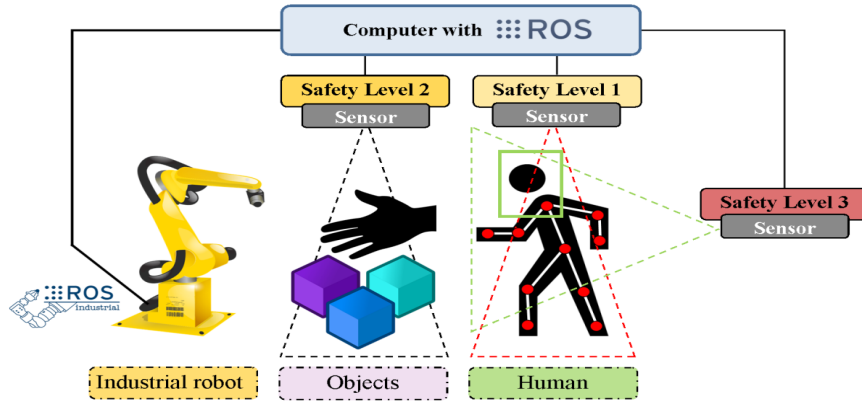 Computer with ROS
Safety Level 2
Safety Level 1
Sensor
Sensor
Safety Level 3
Sensor
ROS
industrial
Industrial robot
Objects
Human